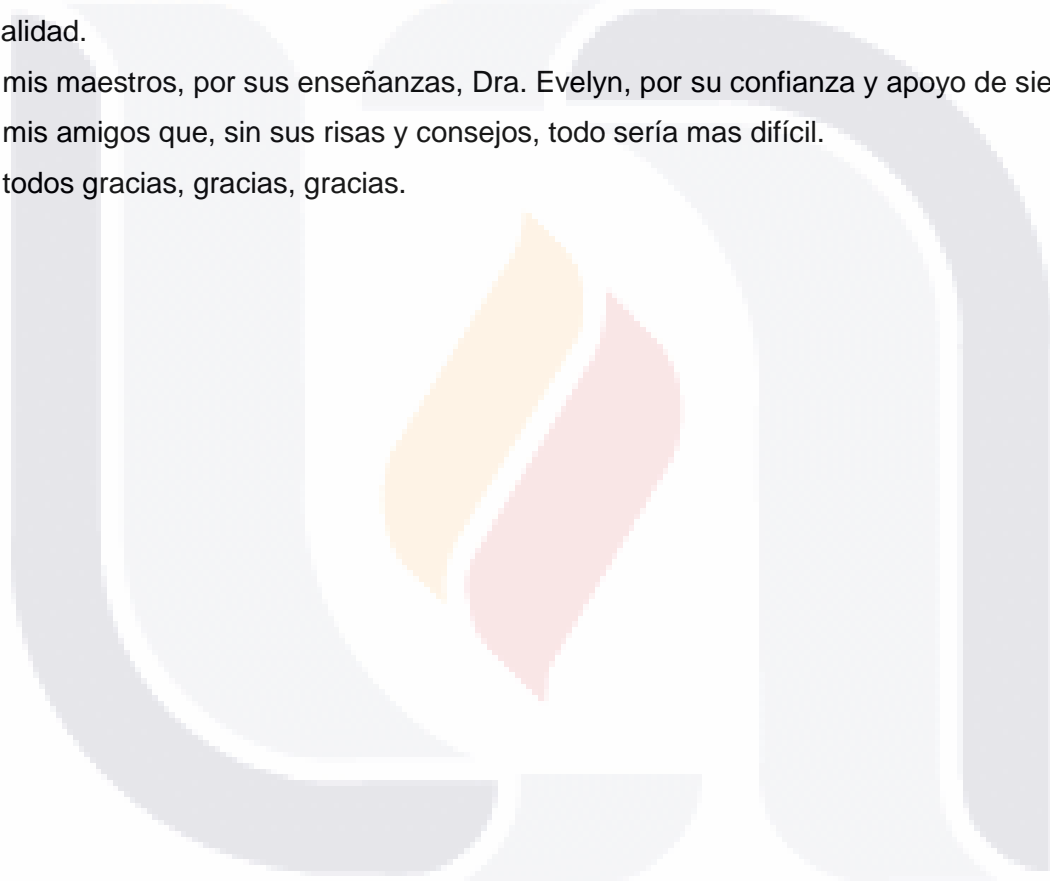 alidad.
mis maestros, por sus enseñanzas, Dra. Evelyn, por su confianza y apoyo de sie
mis amigos que, sin sus risas y consejos, todo sería mas difícil.
todos gracias, gracias, gracias.